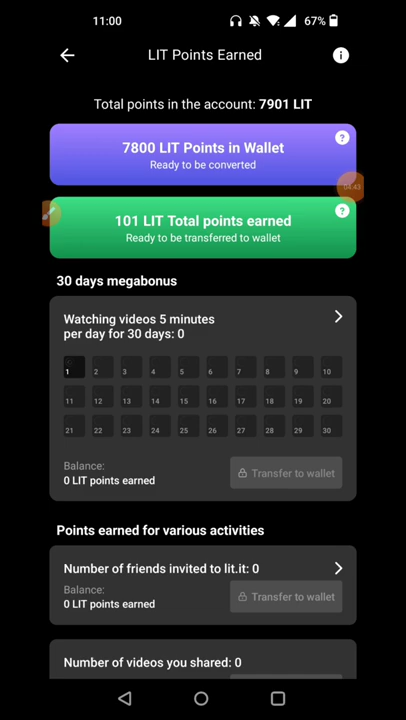 11:00
67%
LIT Points Earned
Total points in the account: 7901 LIT
7800 LIT Points in Wallet
Ready to be converted
?
04:43
101 LIT Total points earned
Ready to be transferred to wallet
?
30 days megabonus
Watching videos 5 minutes
per day for 30 days: 0
1 2 3 4 5 6 7 8 9 10
11 12 13 14 15 16 17 18 19 20
21 22 23 24 25 26 27 28 29 30
Balance:
0 LIT points earned
Transfer to wallet
Points earned for various activities
Number of friends invited to lit.it: 0
Balance:
0 LIT points earned
Transfer to wallet
Number of videos you shared: 0